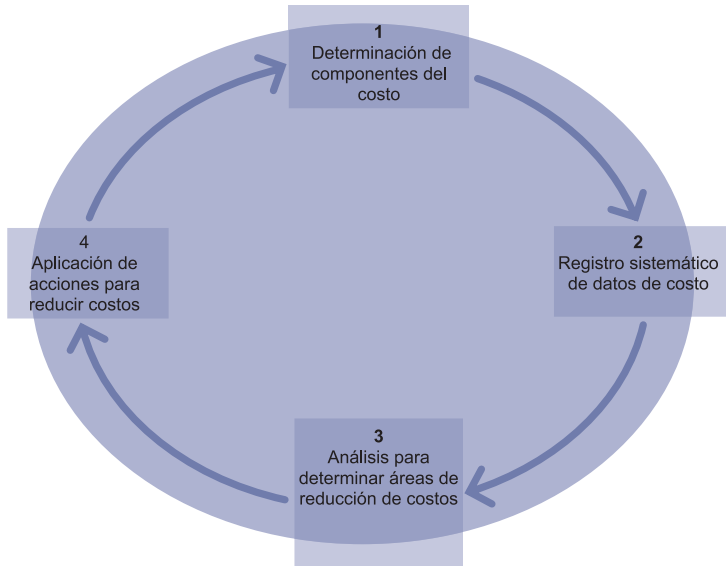 1
Determinación de
componentes del
costo
2
Registro sistemático
de datos de costo
3
Análisis para
determinar áreas de
reducción de costos
4
Aplicación de
acciones para
reducir costos